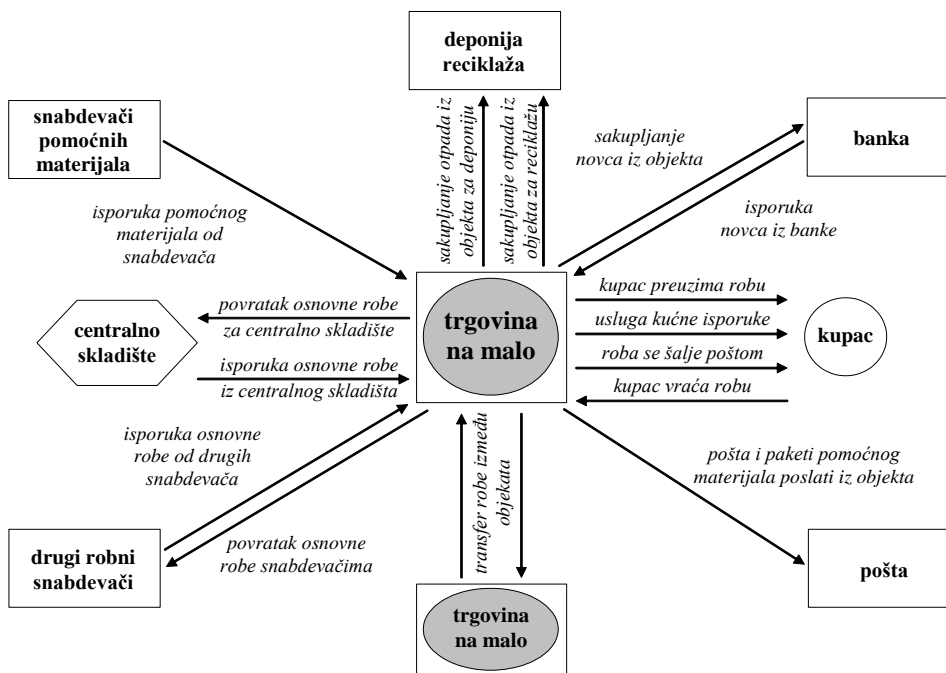 deponija
reciklaža
snabdevači
pomoćnih
materijala
sakupljanje otpada iz
objekta za deponiju
sakupljanje otpada iz
objekta za reciklažu
sakupljanje
novca iz objekta
banka
isporuka pomoćnog
materijala od
snabdevača
isporuka
novca iz banke
centralno
skladište
povratak osnovne robe
za centralno skladište
isporuka osnovne robe
iz centralnog skladišta
trgovina
na malo
kupac preuzima robu
usluga kućne isporuke
roba se šalje poštom
kupac vraća robu
kupac
isporuka osnovne
robe od drugih
snabdevača
transfer robe između
objekata
pošta i paketi pomoćnog
materijala poslati iz objekta
drugi robni
snabdevači
povratak osnovne
robe snabdevačima
trgovina
na malo
pošta